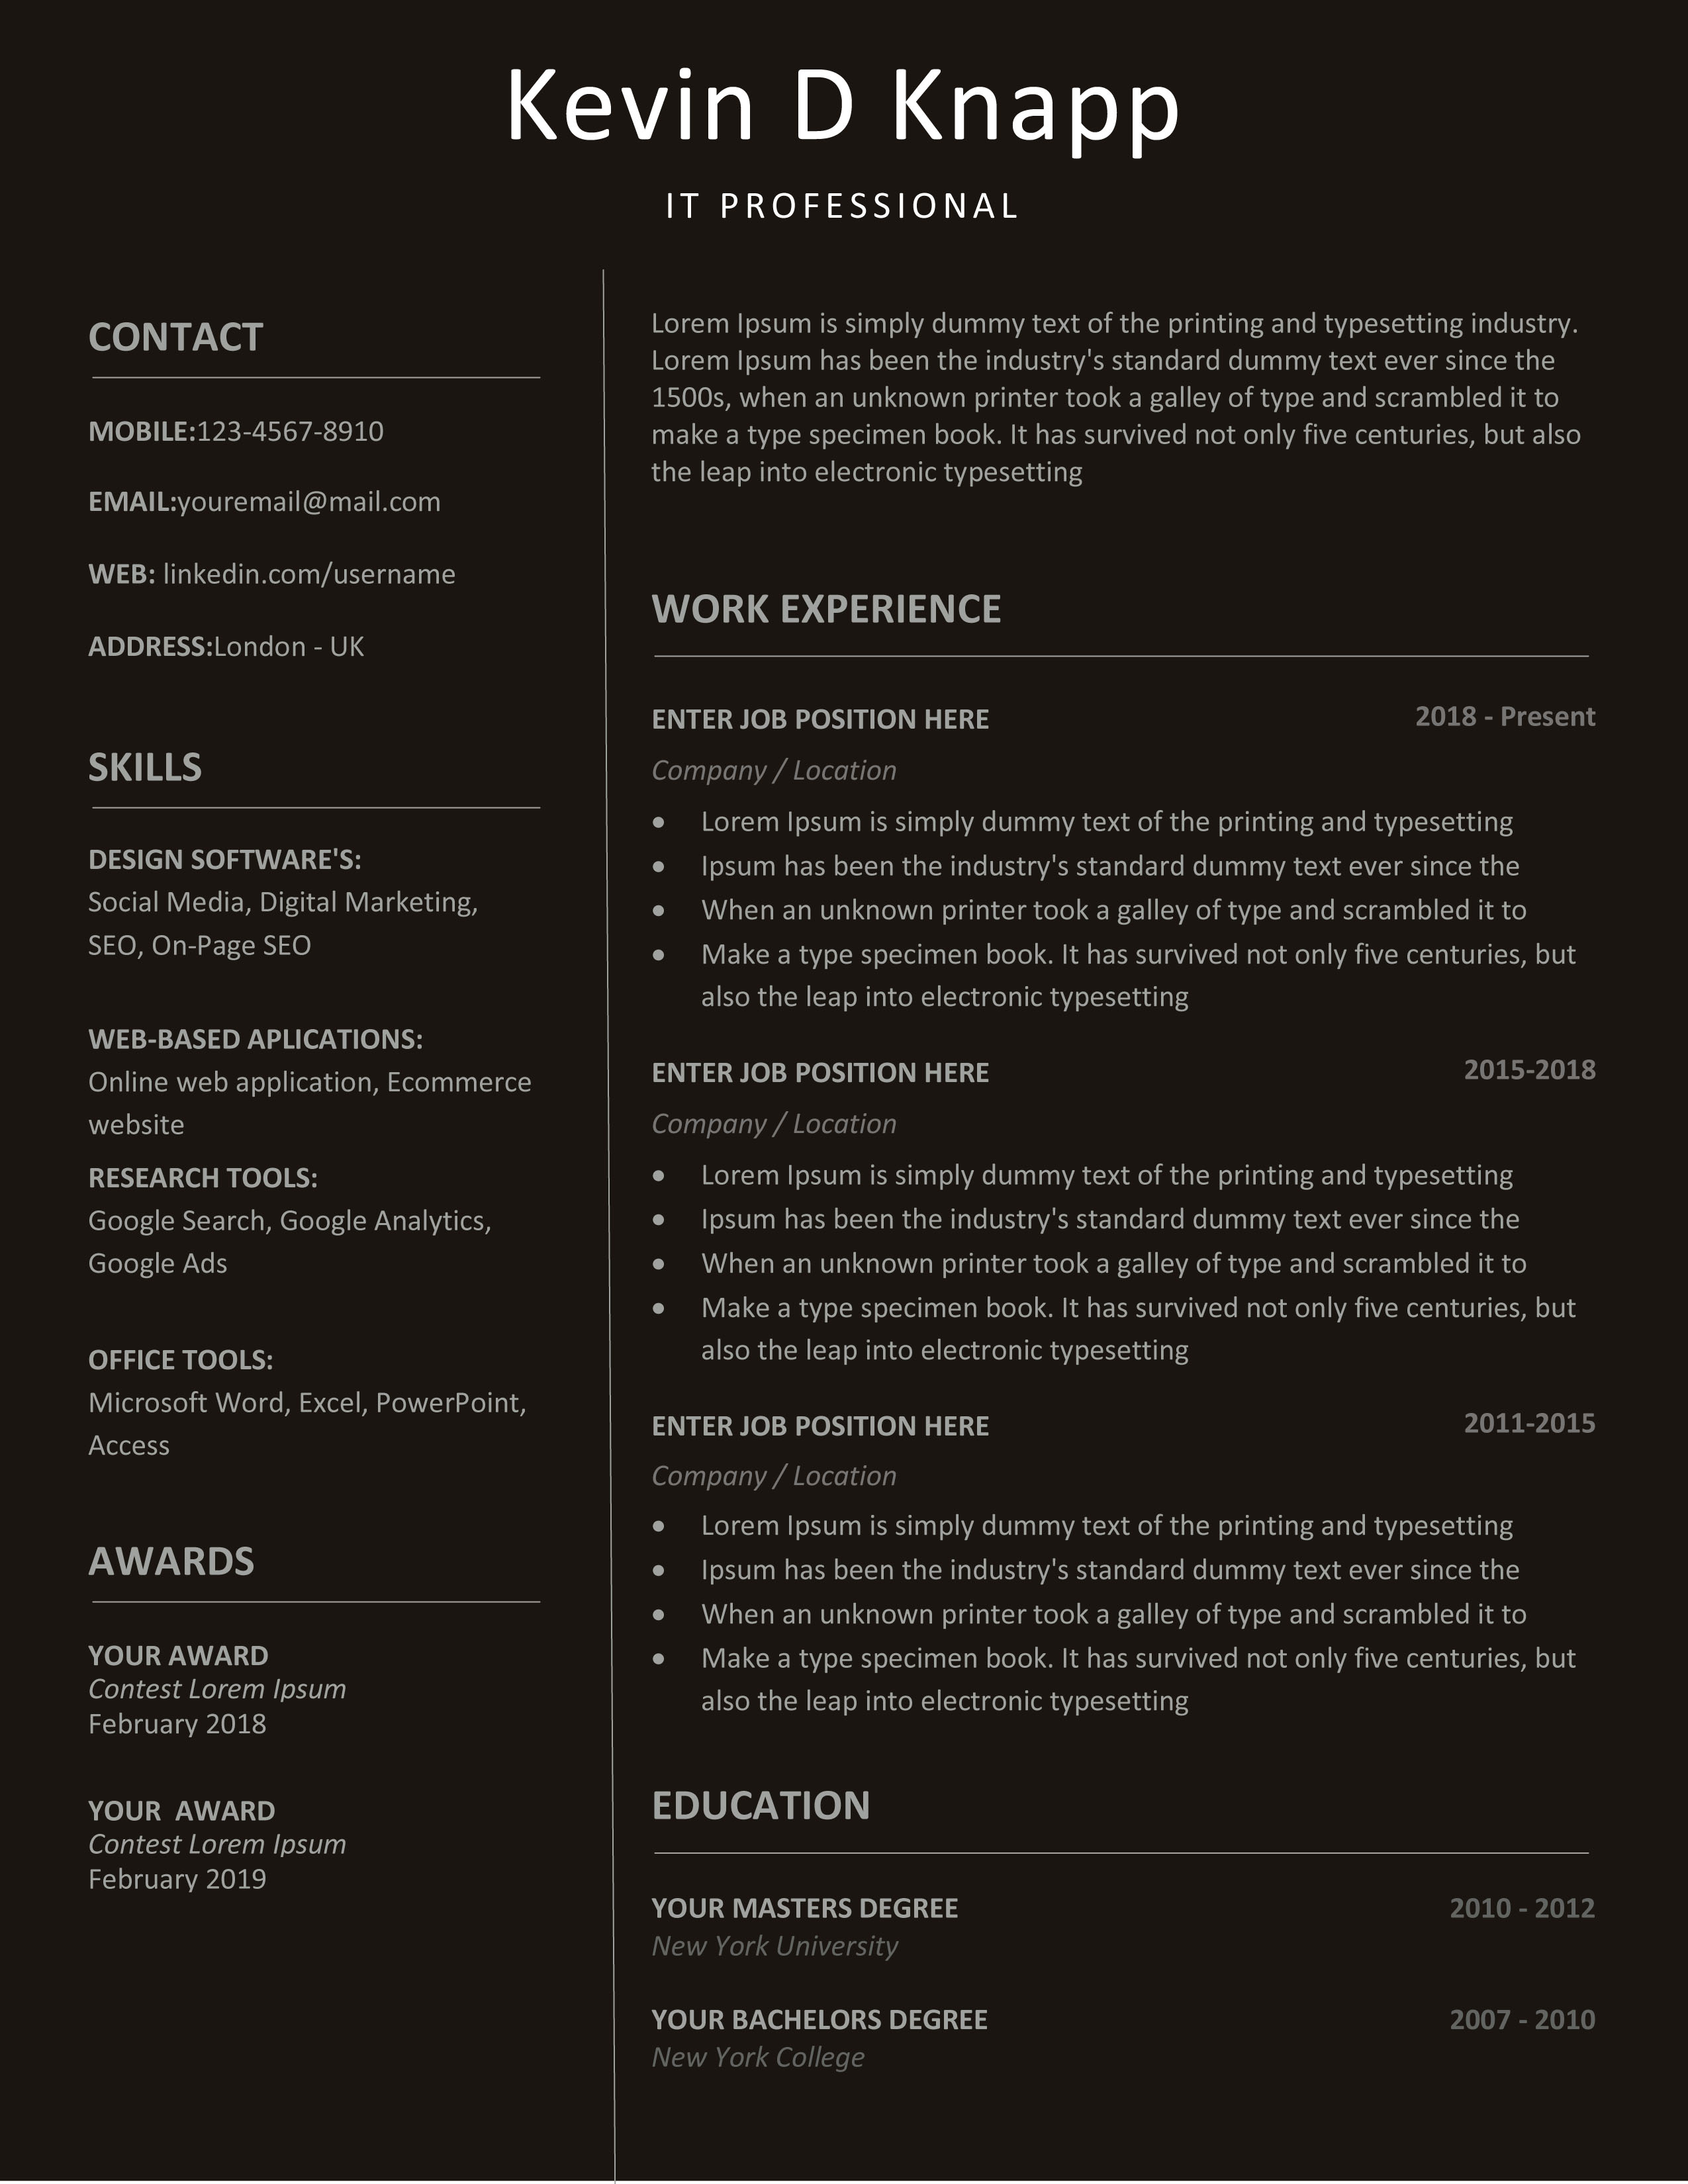 Kevin D Knapp
IT PROFESSIONAL
CONTACT
MOBILE:123-4567-8910
EMAIL:youremail@mail.com
WEB: linkedin.com/username
ADDRESS:London - UK
SKILLS
DESIGN SOFTWARE'S:
Social Media, Digital Marketing,
SEO, On-Page SEO
WEB-BASED APLICATIONS:
Online web application, Ecommerce
website
RESEARCH TOOLS:
Google Search, Google Analytics,
Google Ads
OFFICE TOOLS:
Microsoft Word, Excel, PowerPoint,
Access
AWARDS
YOUR AWARD
Contest Lorem Ipsum
February 2018
YOUR  AWARD
Contest Lorem Ipsum
February 2019
Lorem Ipsum is simply dummy text of the printing and typesetting industry.
Lorem Ipsum has been the industry's standard dummy text ever since the
1500s, when an unknown printer took a galley of type and scrambled it to
make a type specimen book. It has survived not only five centuries, but also
the leap into electronic typesetting
WORK EXPERIENCE
ENTER JOB POSITION HERE 2018 - Present
Company / Location
• Lorem Ipsum is simply dummy text of the printing and typesetting
• Ipsum has been the industry's standard dummy text ever since the
• When an unknown printer took a galley of type and scrambled it to
• Make a type specimen book. It has survived not only five centuries, but
also the leap into electronic typesetting
ENTER JOB POSITION HERE 2015-2018
Company / Location
• Lorem Ipsum is simply dummy text of the printing and typesetting
• Ipsum has been the industry's standard dummy text ever since the
• When an unknown printer took a galley of type and scrambled it to
• Make a type specimen book. It has survived not only five centuries, but
also the leap into electronic typesetting
ENTER JOB POSITION HERE 2011-2015
Company / Location
• Lorem Ipsum is simply dummy text of the printing and typesetting
• Ipsum has been the industry's standard dummy text ever since the
• When an unknown printer took a galley of type and scrambled it to
• Make a type specimen book. It has survived not only five centuries, but
also the leap into electronic typesetting
EDUCATION
YOUR MASTERS DEGREE 2010 - 2012
New York University
YOUR BACHELORS DEGREE 2007 - 2010
New York College